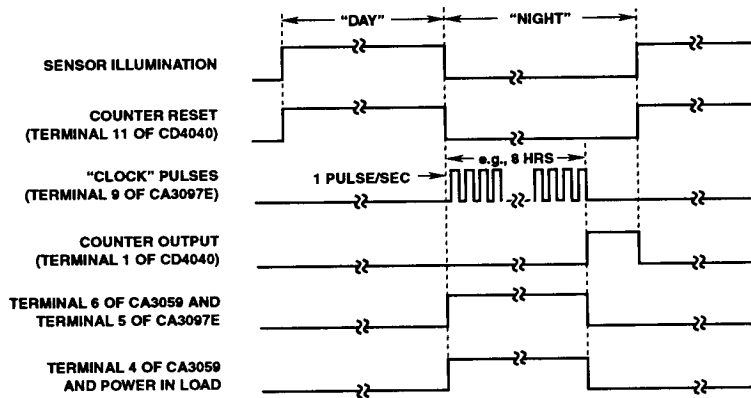 “DAY”
“NIGHT”
SENSOR ILLUMINATION
COUNTER RESET
(TERMINAL 11 OF CD4040)
e.g., 8 HRS
“CLOCK” PULSES
(TERMINAL 9 OF CA3097E)
1 PULSE/SEC
COUNTER OUTPUT
(TERMINAL 1 OF CD4040)
TERMINAL 6 OF CA3059 AND
TERMINAL 5 OF CA3097E
TERMINAL 4 OF CA3059
AND POWER IN LOAD